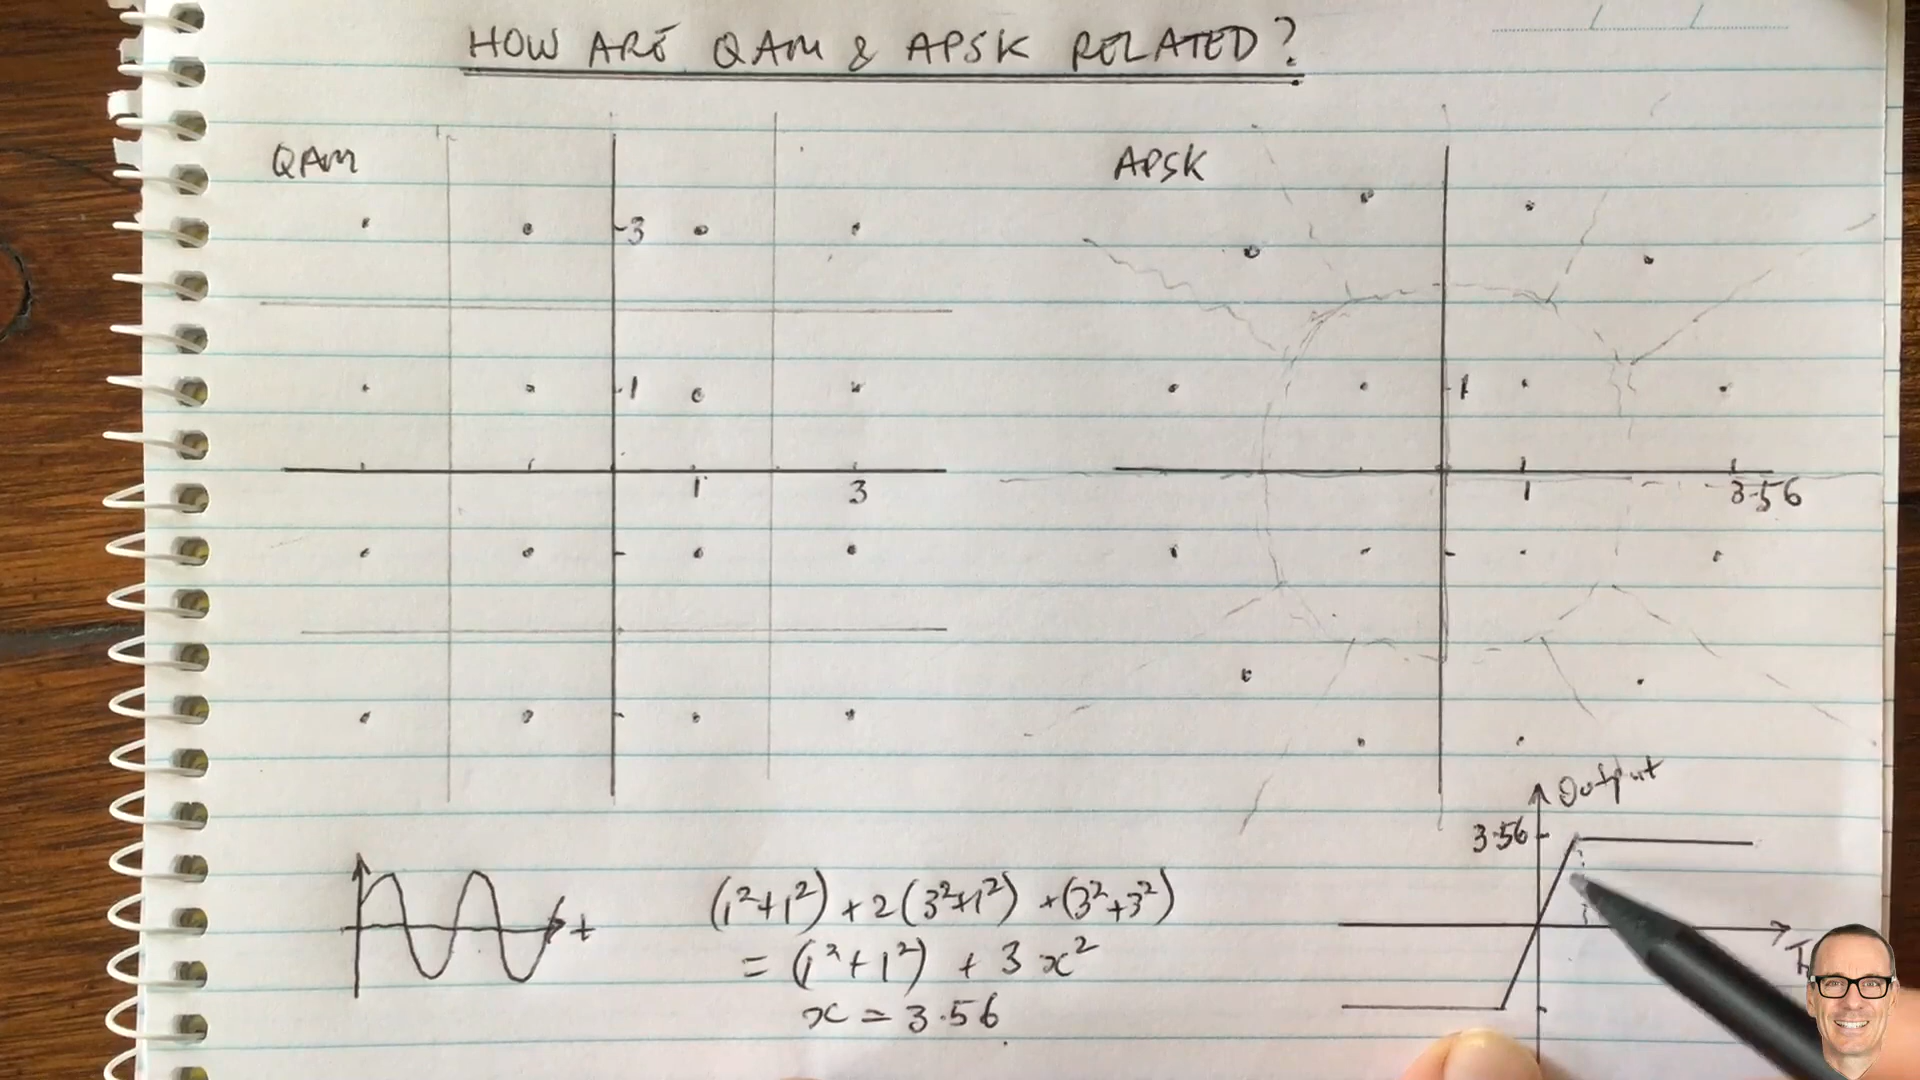 HOW ARE QAM & APSK RELATED?
QAM
3
1
1 3
APSK
1
1 3.56
t
(1²+1²) + 2(3²+1²) + (3²+3²)
= (1²+1²) + 3x²
x = 3.56
Output
3.56